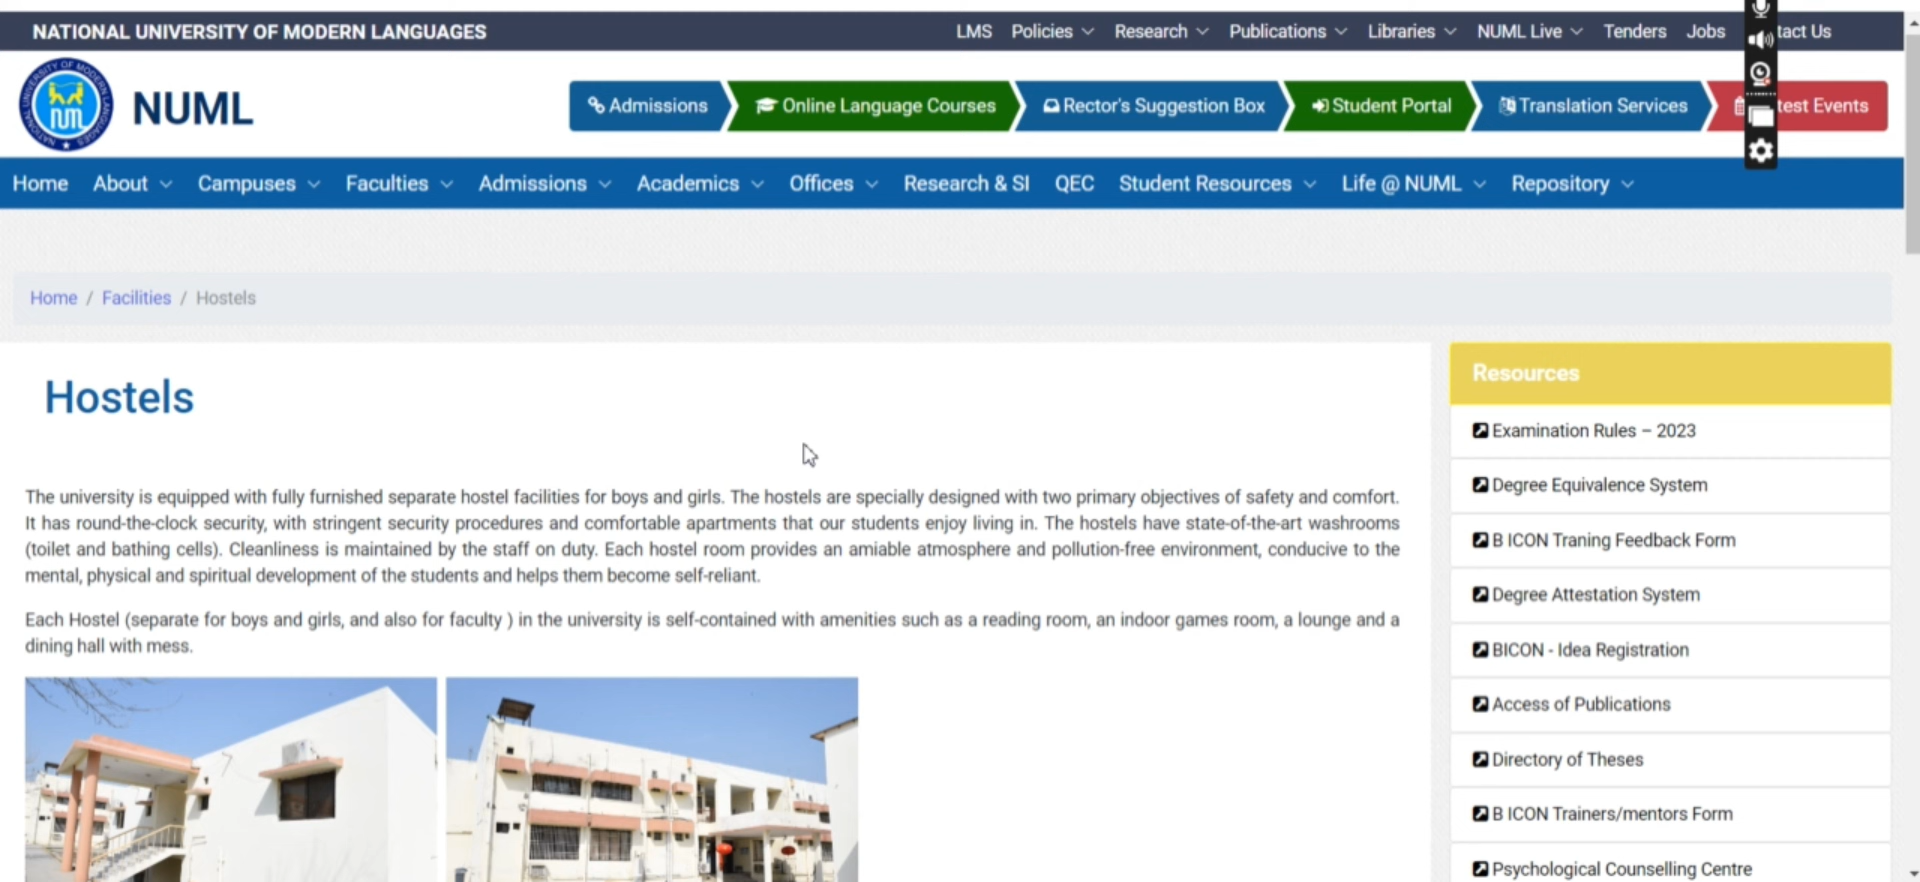 NATIONAL UNIVERSITY OF MODERN LANGUAGES
LMS Policies Research Publications Libraries NUML Live Tenders Jobs tact Us
NUML
Admissions Online Language Courses Rector's Suggestion Box Student Portal Translation Services test Events
Home About Campuses Faculties Admissions Academics Offices Research & SI QEC Student Resources Life @ NUML Repository
Home / Facilities / Hostels
Hostels
The university is equipped with fully furnished separate hostel facilities for boys and girls. The hostels are specially designed with two primary objectives of safety and comfort.
It has round-the-clock security, with stringent security procedures and comfortable apartments that our students enjoy living in. The hostels have state-of-the-art washrooms
(toilet and bathing cells). Cleanliness is maintained by the staff on duty. Each hostel room provides an amiable atmosphere and pollution-free environment, conducive to the
mental, physical and spiritual development of the students and helps them become self-reliant.
Each Hostel (separate for boys and girls, and also for faculty ) in the university is self-contained with amenities such as a reading room, an indoor games room, a lounge and a
dining hall with mess.
Resources
Examination Rules – 2023
Degree Equivalence System
B ICON Traning Feedback Form
Degree Attestation System
BICON - Idea Registration
Access of Publications
Directory of Theses
B ICON Trainers/mentors Form
Psychological Counselling Centre